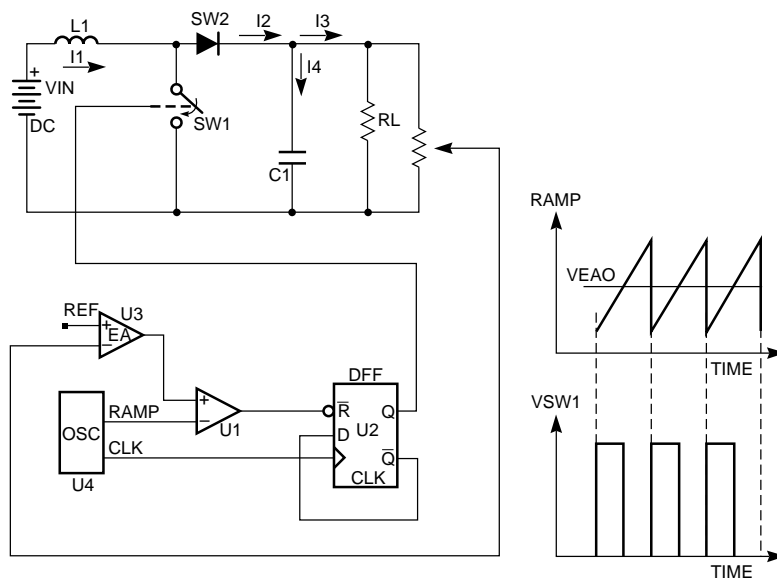 L1
SW2
I2
I3
I1
I4
+
VIN
DC
SW1
C1
RL
RAMP
VEAO
TIME
REF
U3
+
EA
−
DFF
RAMP
+
−
U1
R̅
Q
D
U2
OSC
CLK
Q̅
CLK
U4
VSW1
TIME